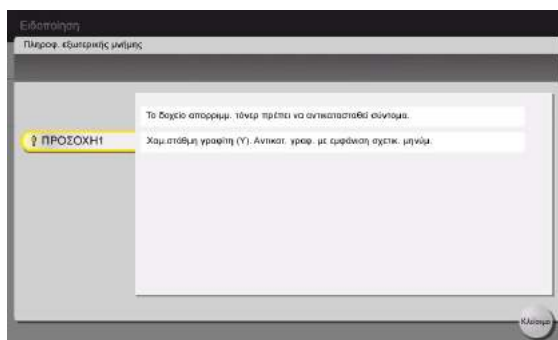 Ειδοποίηση
Πληροφ. εξωτερικής μνήμης
Το δοχείο απορριμμ. τόνερ πρέπει να αντικατασταθεί σύντομα.
ΠΡΟΣΟΧΗ1
Χαμ.στάθμη γραφίτη (Y). Αντικατ. γραφ. με εμφάνιση σχετικ. μηνύμ.
Κλείσιμο